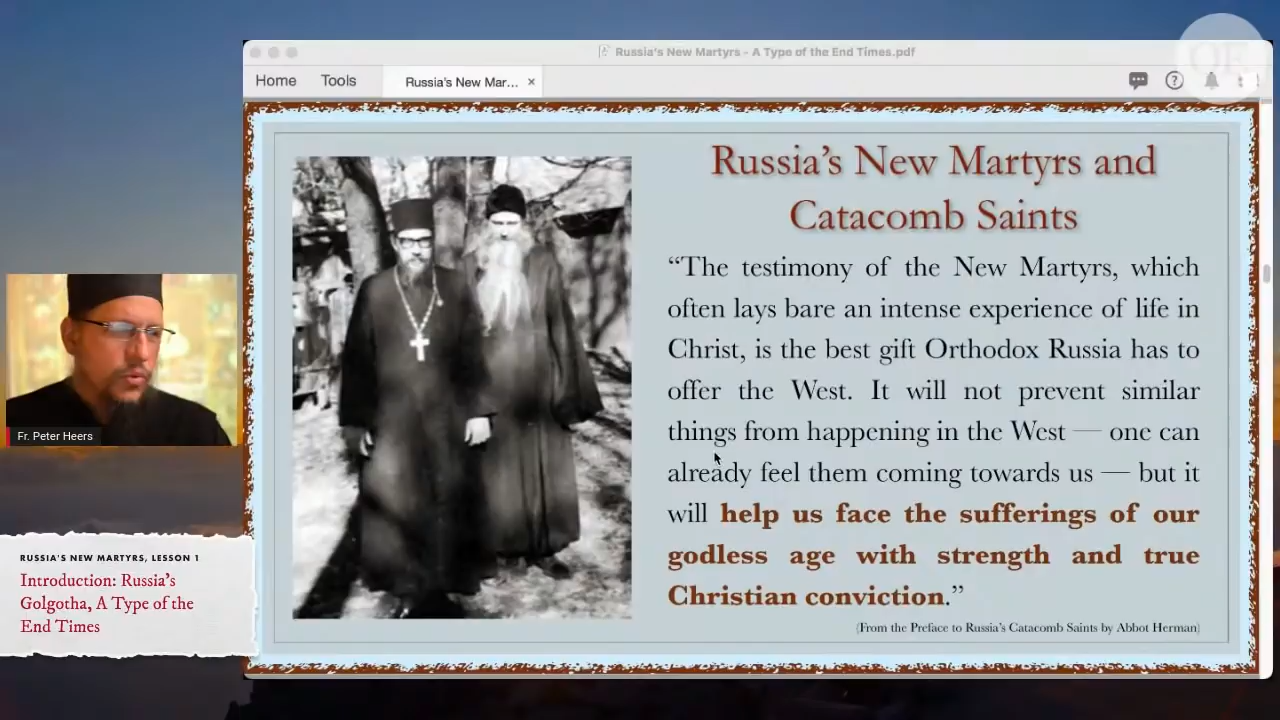 Russia's New Martyrs - A Type of the End Times.pdf
Home
Tools
Russia's New Mar... ×
OE
Russia's New Martyrs and
Catacomb Saints
“The testimony of the New Martyrs, which
often lays bare an intense experience of life in
Christ, is the best gift Orthodox Russia has to
offer the West. It will not prevent similar
things from happening in the West — one can
already feel them coming towards us — but it
will help us face the sufferings of our
godless age with strength and true
Christian conviction.”
(From the Preface to Russia's Catacomb Saints by Abbot Herman)
Fr. Peter Heers
RUSSIA'S NEW MARTYRS, LESSON 1
Introduction: Russia's
Golgotha, A Type of the
End Times